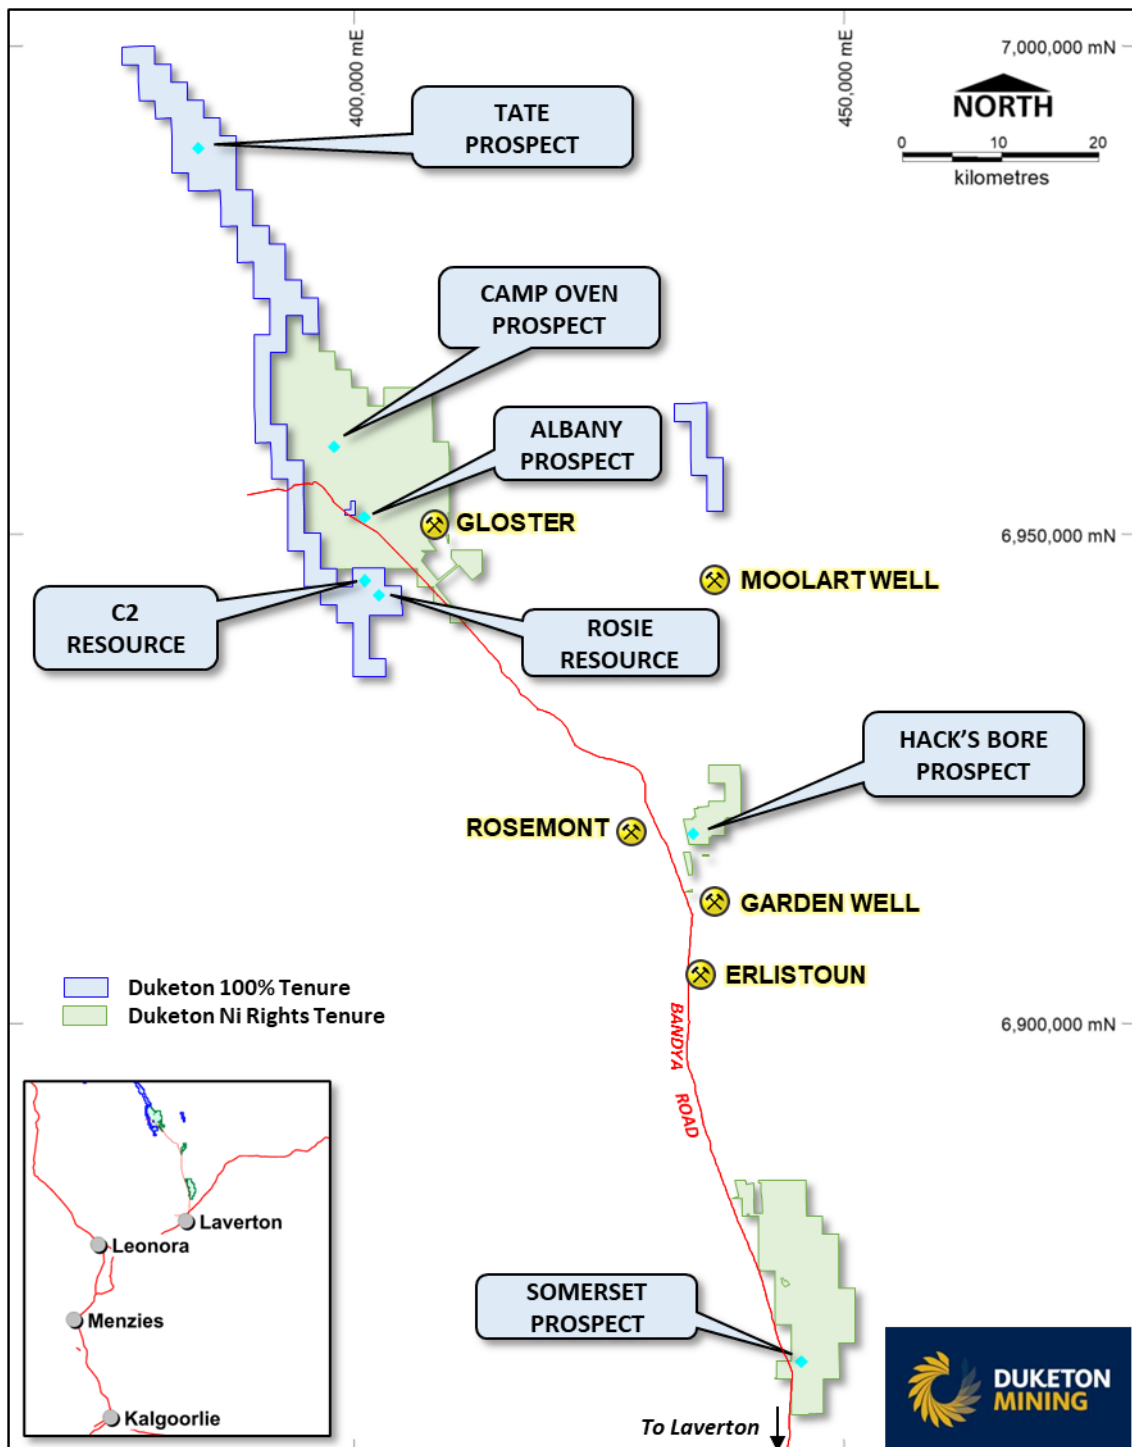 400,000 mE
450,000 mE
7,000,000 mN
NORTH
0 10 20
kilometres
TATE
PROSPECT
CAMP OVEN
PROSPECT
ALBANY
PROSPECT
GLOSTER
6,950,000 mN
MOOLART WELL
C2
RESOURCE
ROSIE
RESOURCE
HACK'S BORE
PROSPECT
ROSEMONT
GARDEN WELL
ERLISTOUN
Duketon 100% Tenure
Duketon Ni Rights Tenure
6,900,000 mN
BANDYA ROAD
Laverton
Leonora
Menzies
Kalgoorlie
SOMERSET
PROSPECT
To Laverton
DUKETON
MINING